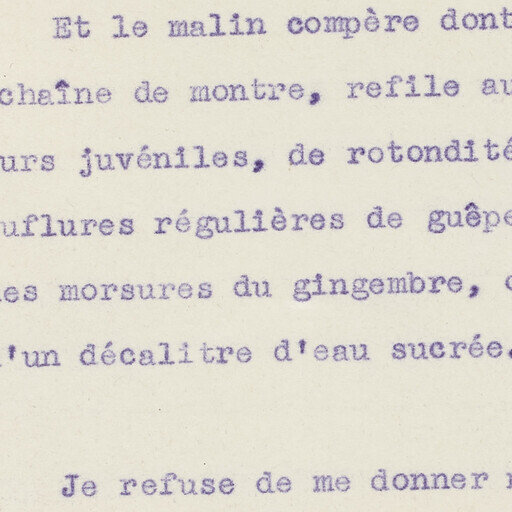 Et le malin compère dont
chaîne de montre, refile au
urs juvéniles, de rotondité
uflures régulières de guêpe
es morsures du gingembre,
l'un décalitre d'eau sucrée.
Je refuse de me donner